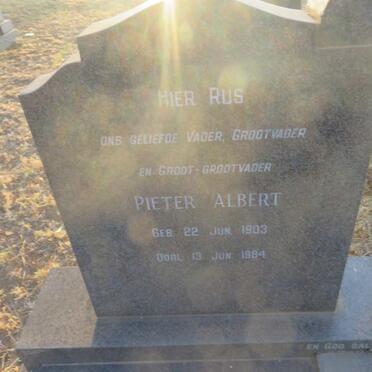 HIER RUS
ONS GELIEFDE VADER, GROOTVADER
EN GROOT-GROOTVADER
PIETER ALBERT
GEB. 22 JUN. 1903
OORL. 13 JUN. 1984
EN GOD SAL